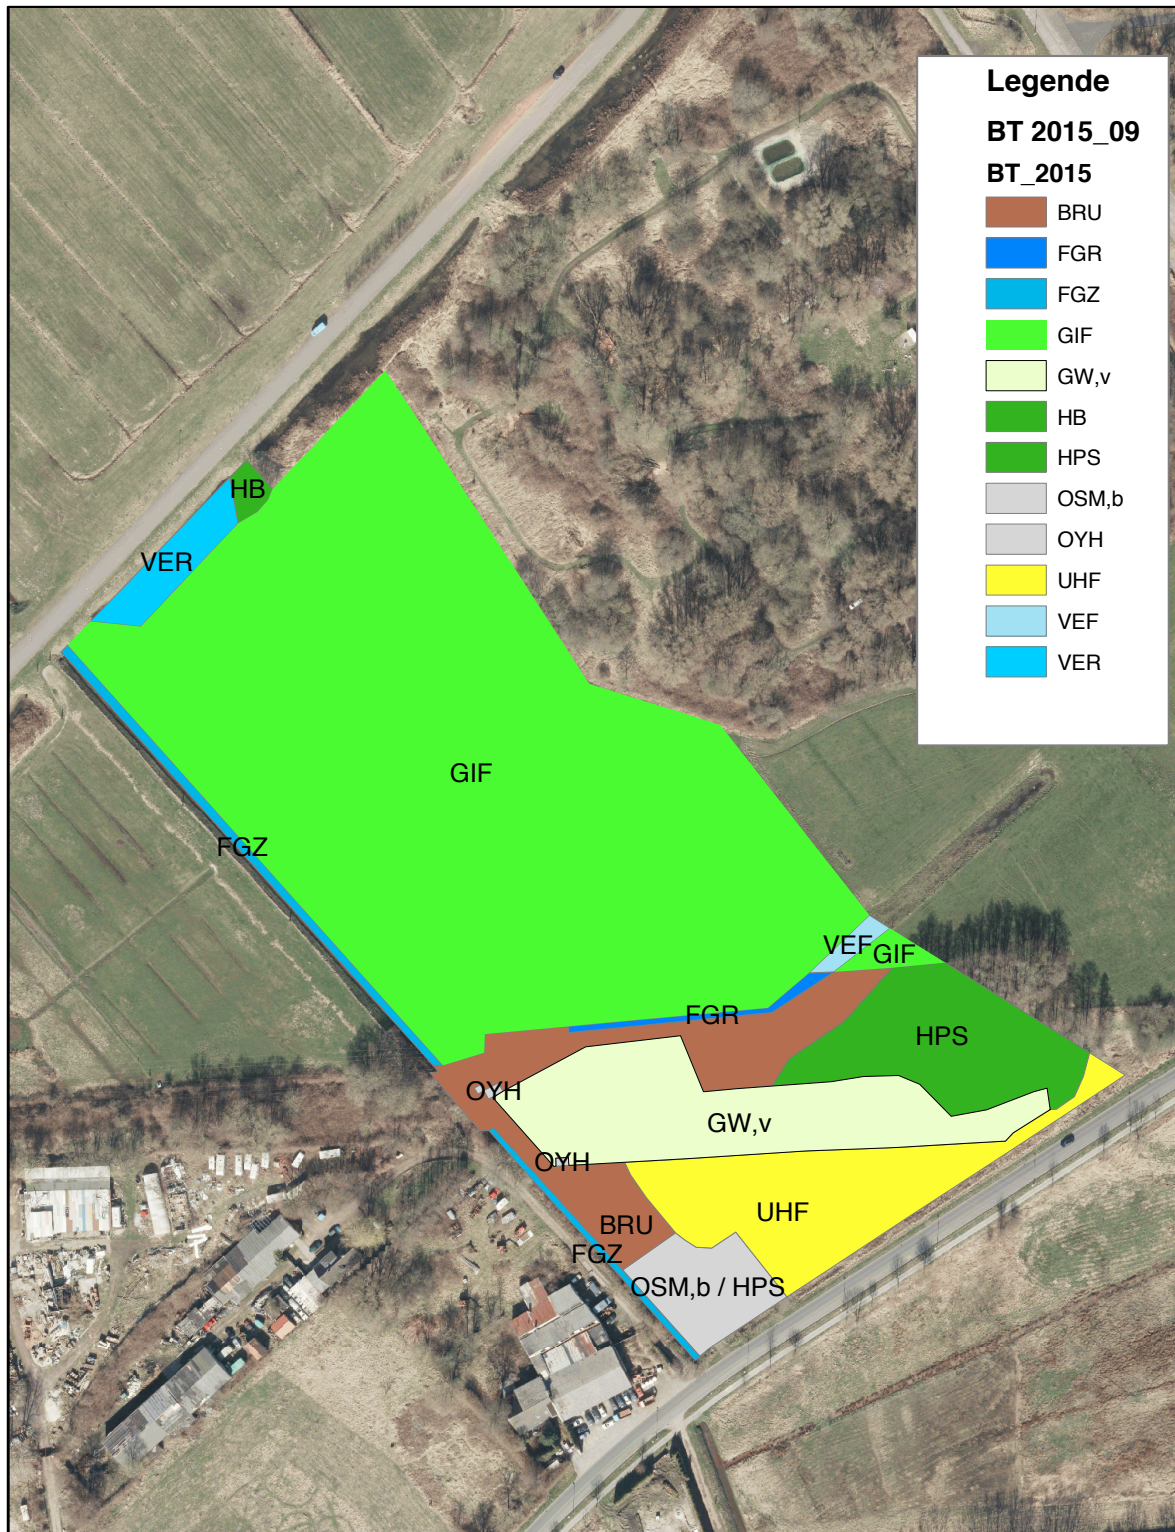 Legende
BT 2015_09
BT_2015
BRU
FGR
FGZ
GIF
GW,v
HB
HPS
OSM,b
OYH
UHF
VEF
VER
HB
VER
GIF
FGZ
VEF
GIF
FGR
HPS
OYH
GW,v
OYH
UHF
BRU
FGZ
OSM,b / HPS